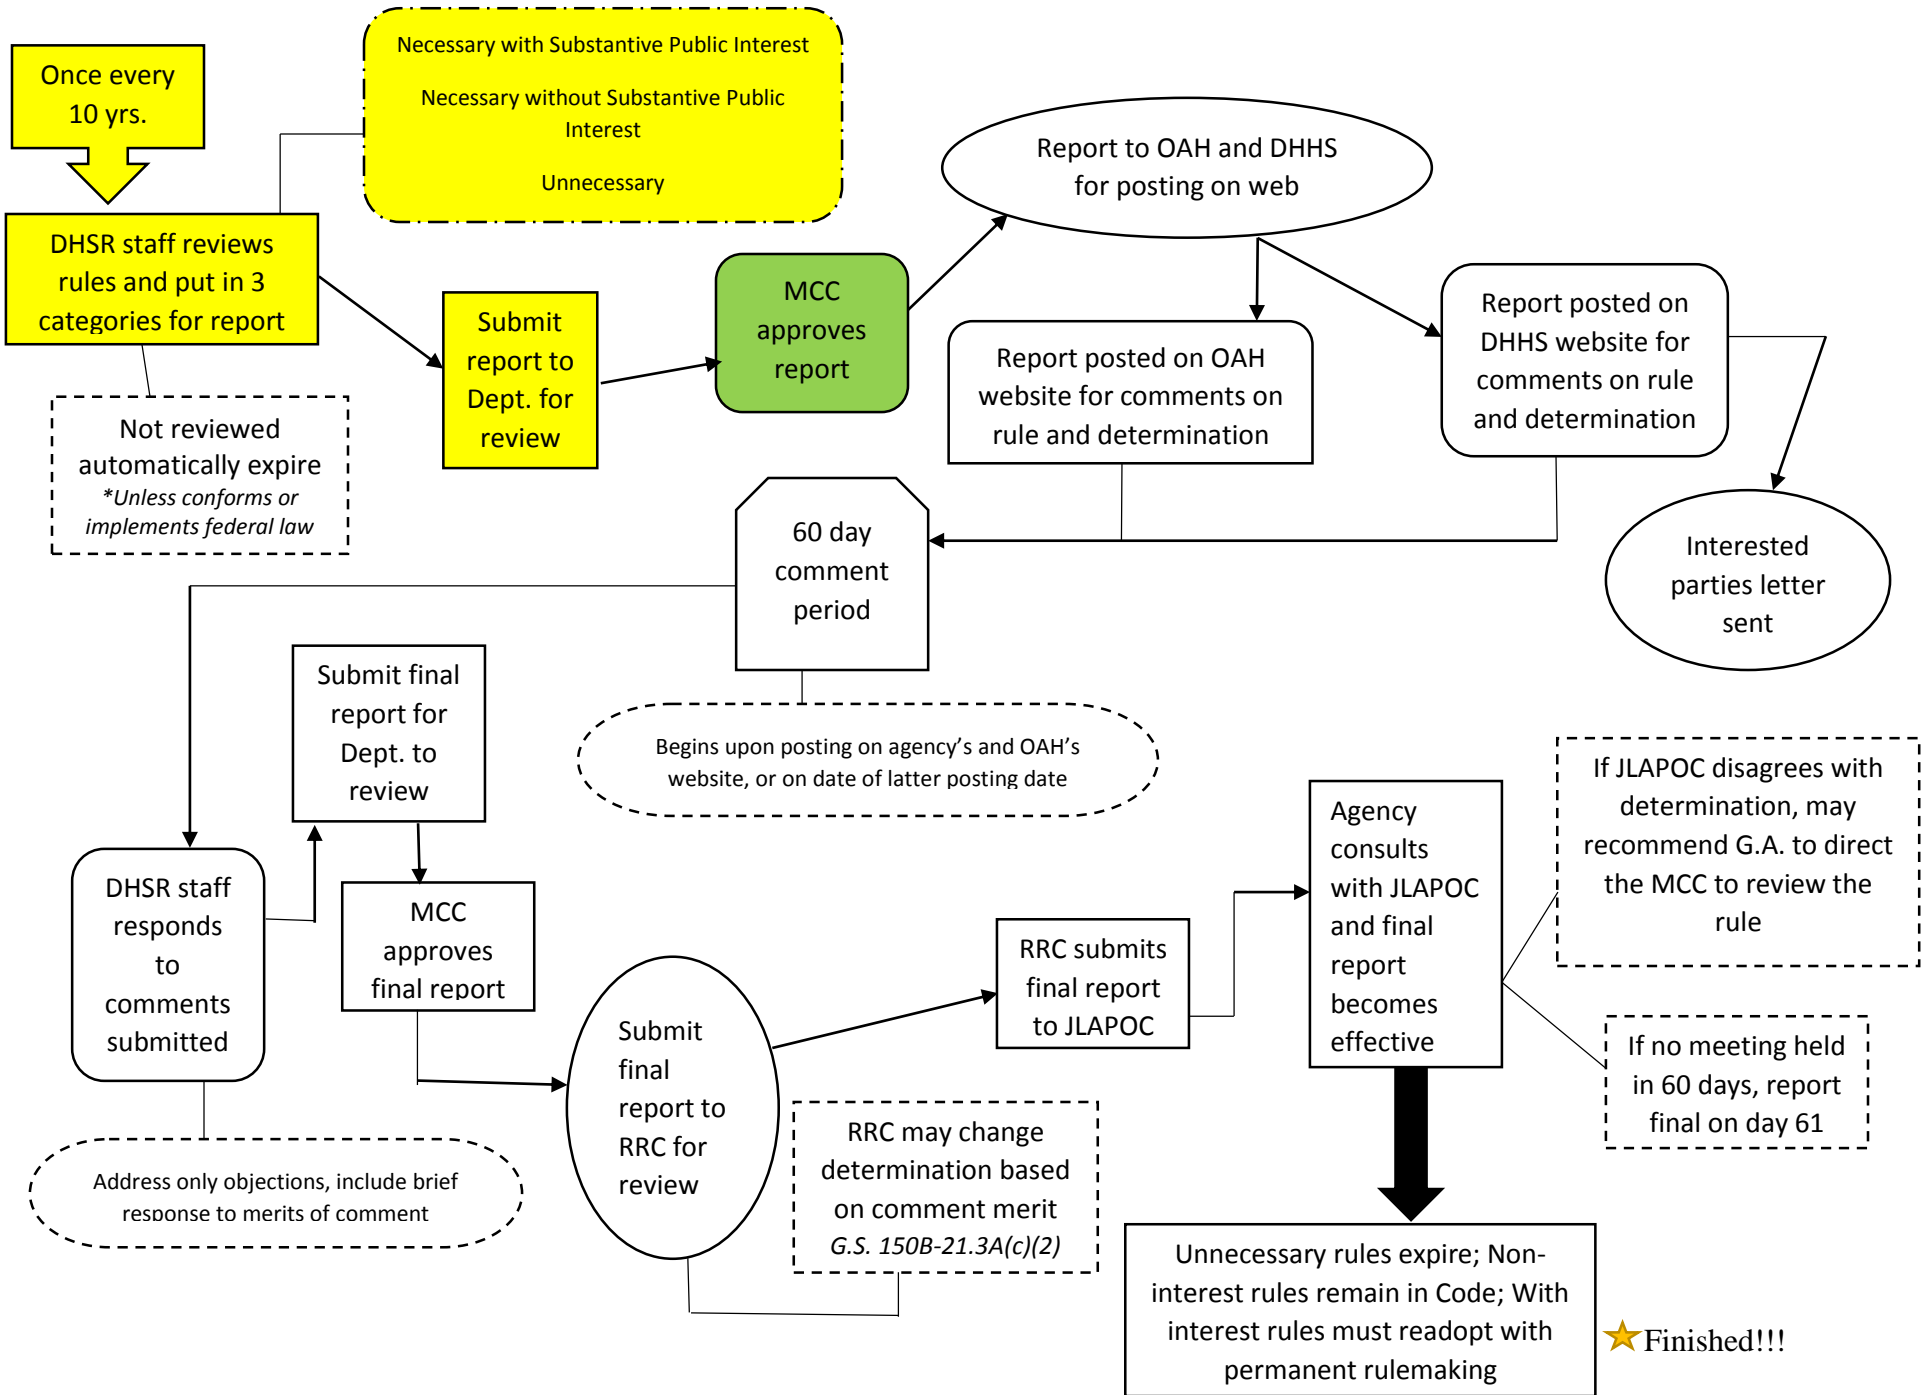 Once every
10 yrs.
Necessary with Substantive Public Interest
Necessary without Substantive Public
Interest
Unnecessary
DHSR staff reviews
rules and put in 3
categories for report
Not reviewed
automatically expire
*Unless conforms or
implements federal law
Submit
report to
Dept. for
review
MCC
approves
report
Report to OAH and DHHS
for posting on web
Report posted on OAH
website for comments on
rule and determination
Report posted on
DHHS website for
comments on rule
and determination
Interested
parties letter
sent
60 day
comment
period
Begins upon posting on agency’s and OAH’s
website, or on date of latter posting date
DHSR staff
responds
to
comments
submitted
Address only objections, include brief
response to merits of comment
Submit final
report for
Dept. to
review
MCC
approves
final report
Submit
final
report to
RRC for
review
RRC may change
determination based
on comment merit
G.S. 150B-21.3A(c)(2)
RRC submits
final report
to JLAPOC
Agency
consults
with JLAPOC
and final
report
becomes
effective
If JLAPOC disagrees with
determination, may
recommend G.A. to direct
the MCC to review the
rule
If no meeting held
in 60 days, report
final on day 61
Unnecessary rules expire; Non-
interest rules remain in Code; With
interest rules must readopt with
permanent rulemaking
Finished!!!